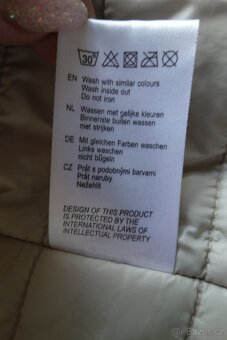 30°
EN Wash with similar colours
Wash inside out
Do not iron
NL Wassen met gelijke kleuren
Binnenste buiten wassen
niet strijken
DE Mit gleichen Farben waschen
Links waschen
nicht bügeln
CZ Prát s podobnými barvami
Prát naruby
Nežehlit
DESIGN OF THIS PRODUCT
IS PROTECTED BY THE
INTERNATIONAL LAWS OF
INTELLECTUAL PROPERTY